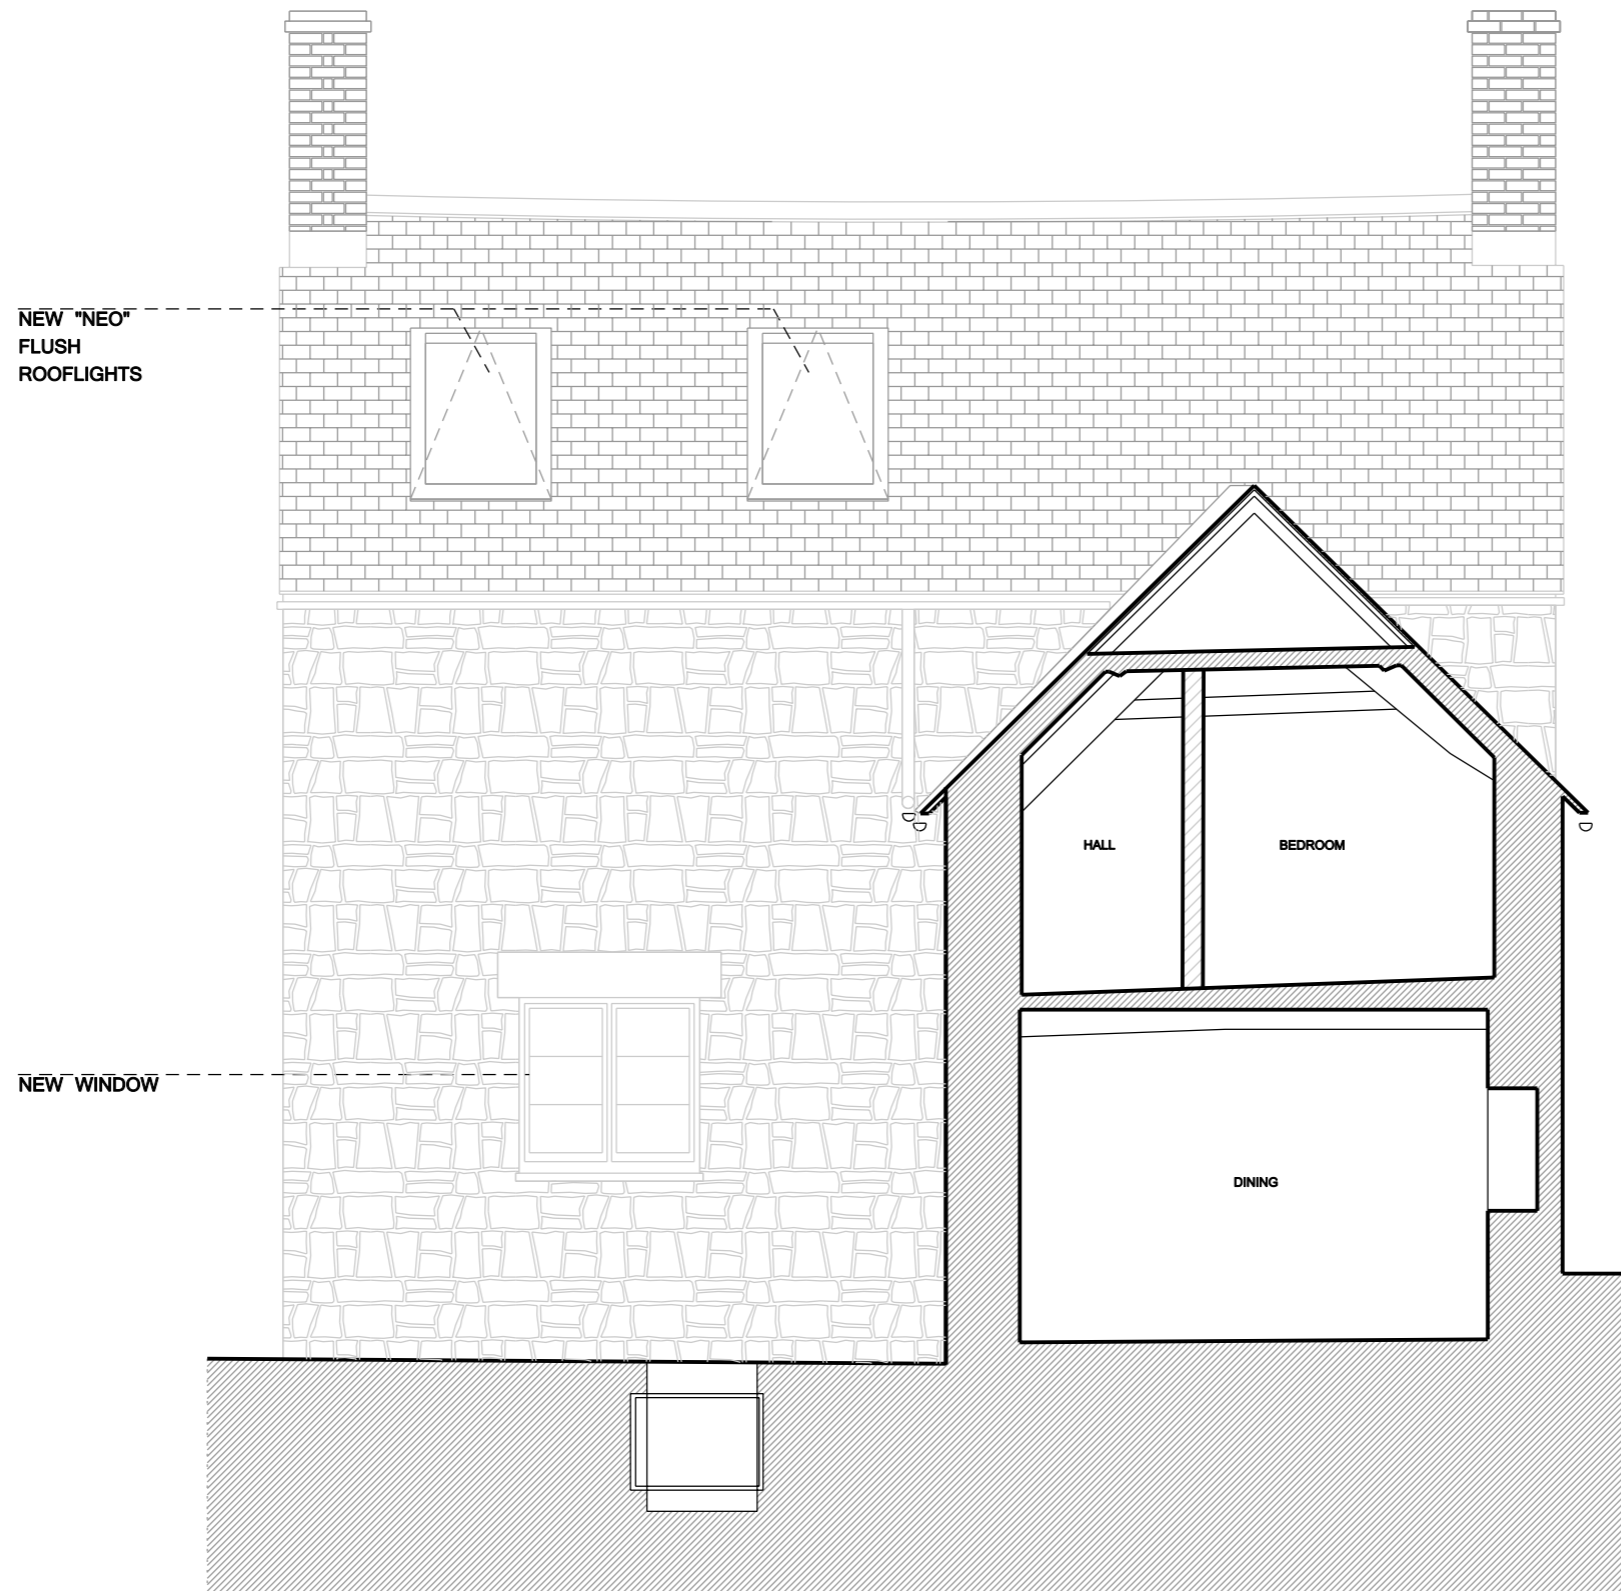 NEW "NEO"
FLUSH
ROOFLIGHTS
HALL
BEDROOM
NEW WINDOW
DINING